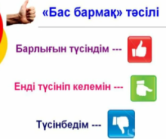 «Бас бармақ» тәсілі
Барлығын түсіндім ---
Енді түсініп келемін ---
Түсінбедім ---